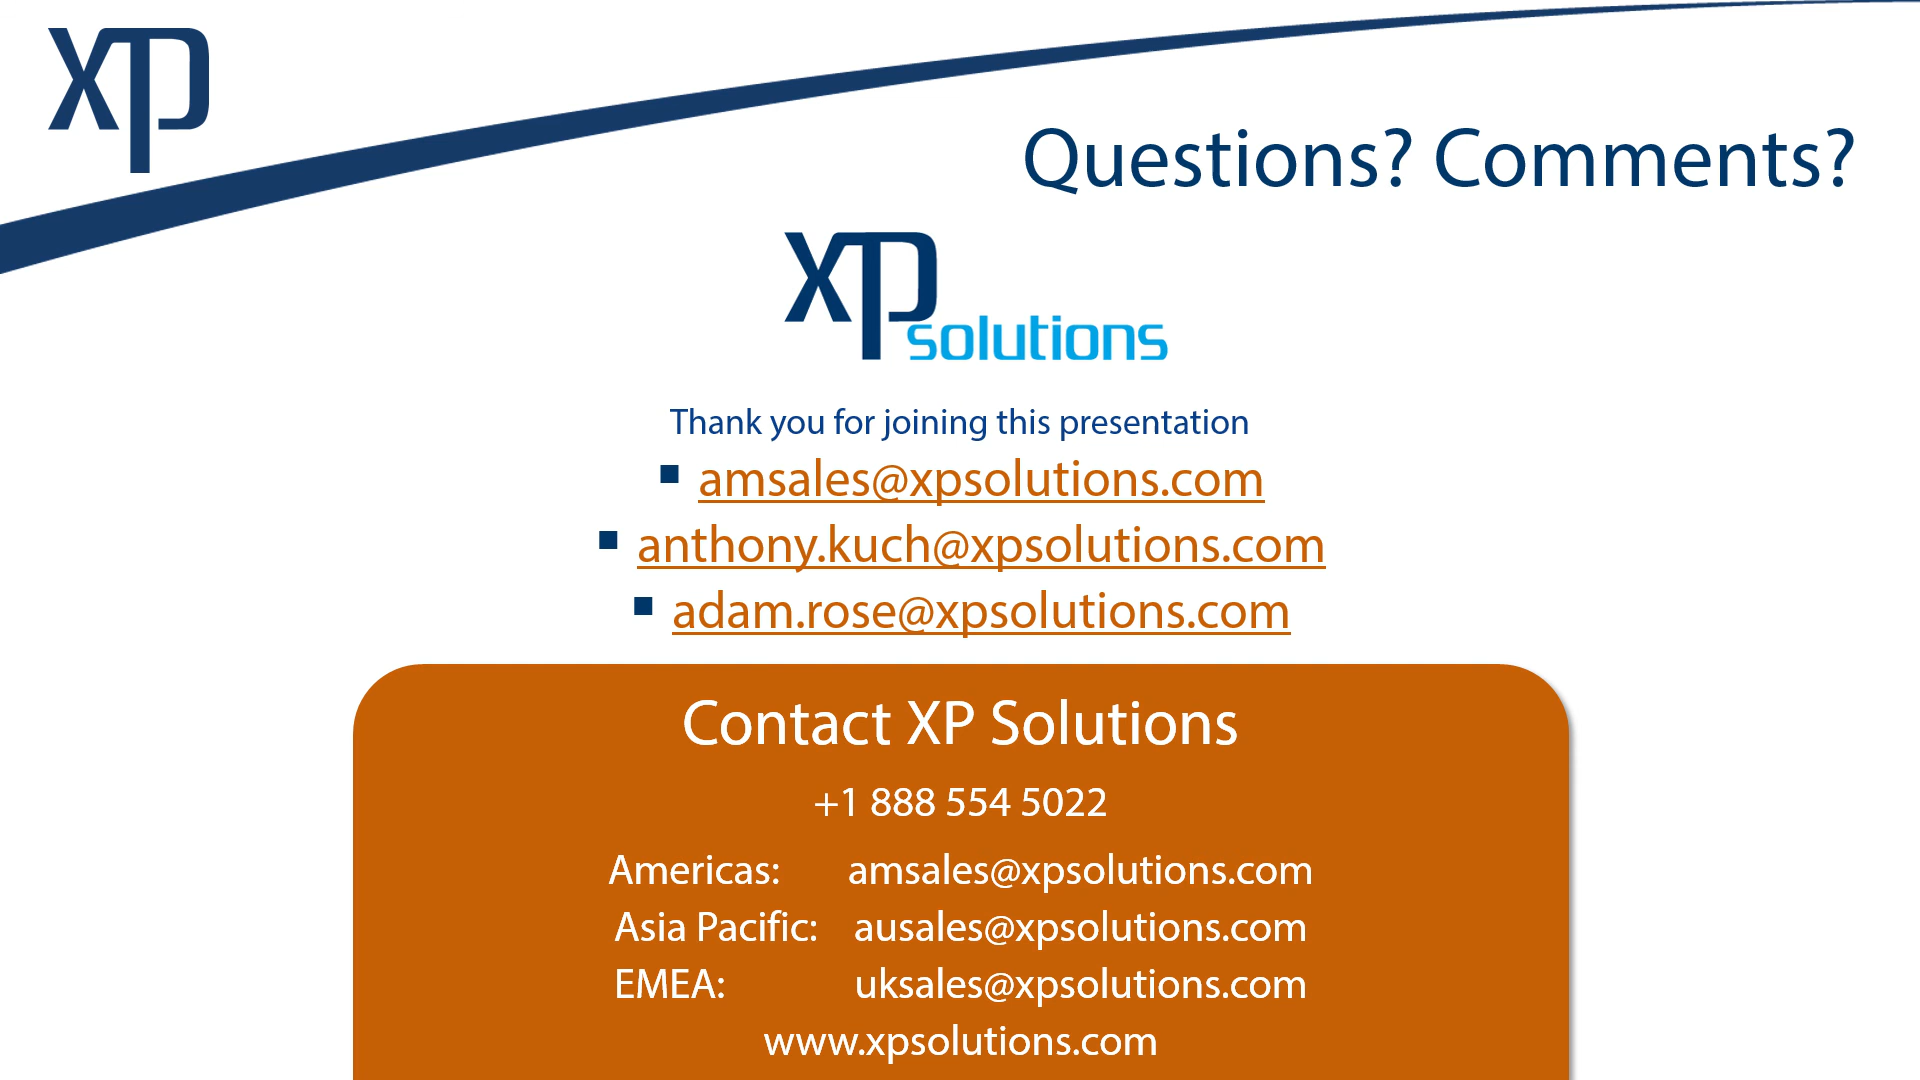 xp
Questions? Comments?
xp solutions
Thank you for joining this presentation
▪ amsales@xpsolutions.com
▪ anthony.kuch@xpsolutions.com
▪ adam.rose@xpsolutions.com
Contact XP Solutions
+1 888 554 5022
Americas: amsales@xpsolutions.com
Asia Pacific: ausales@xpsolutions.com
EMEA: uksales@xpsolutions.com
www.xpsolutions.com